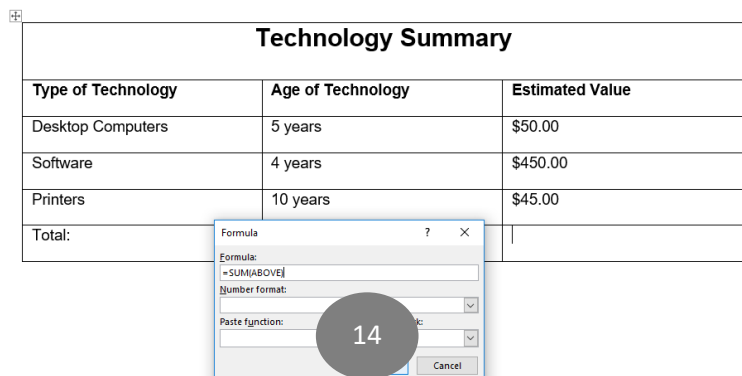 Technology Summary
Type of Technology Age of Technology Estimated Value
Desktop Computers 5 years $50.00
Software 4 years $450.00
Printers 10 years $45.00
Total:
Formula ?
Formula:
=SUM(ABOVE)
Number format:
Paste function:
14
Cancel